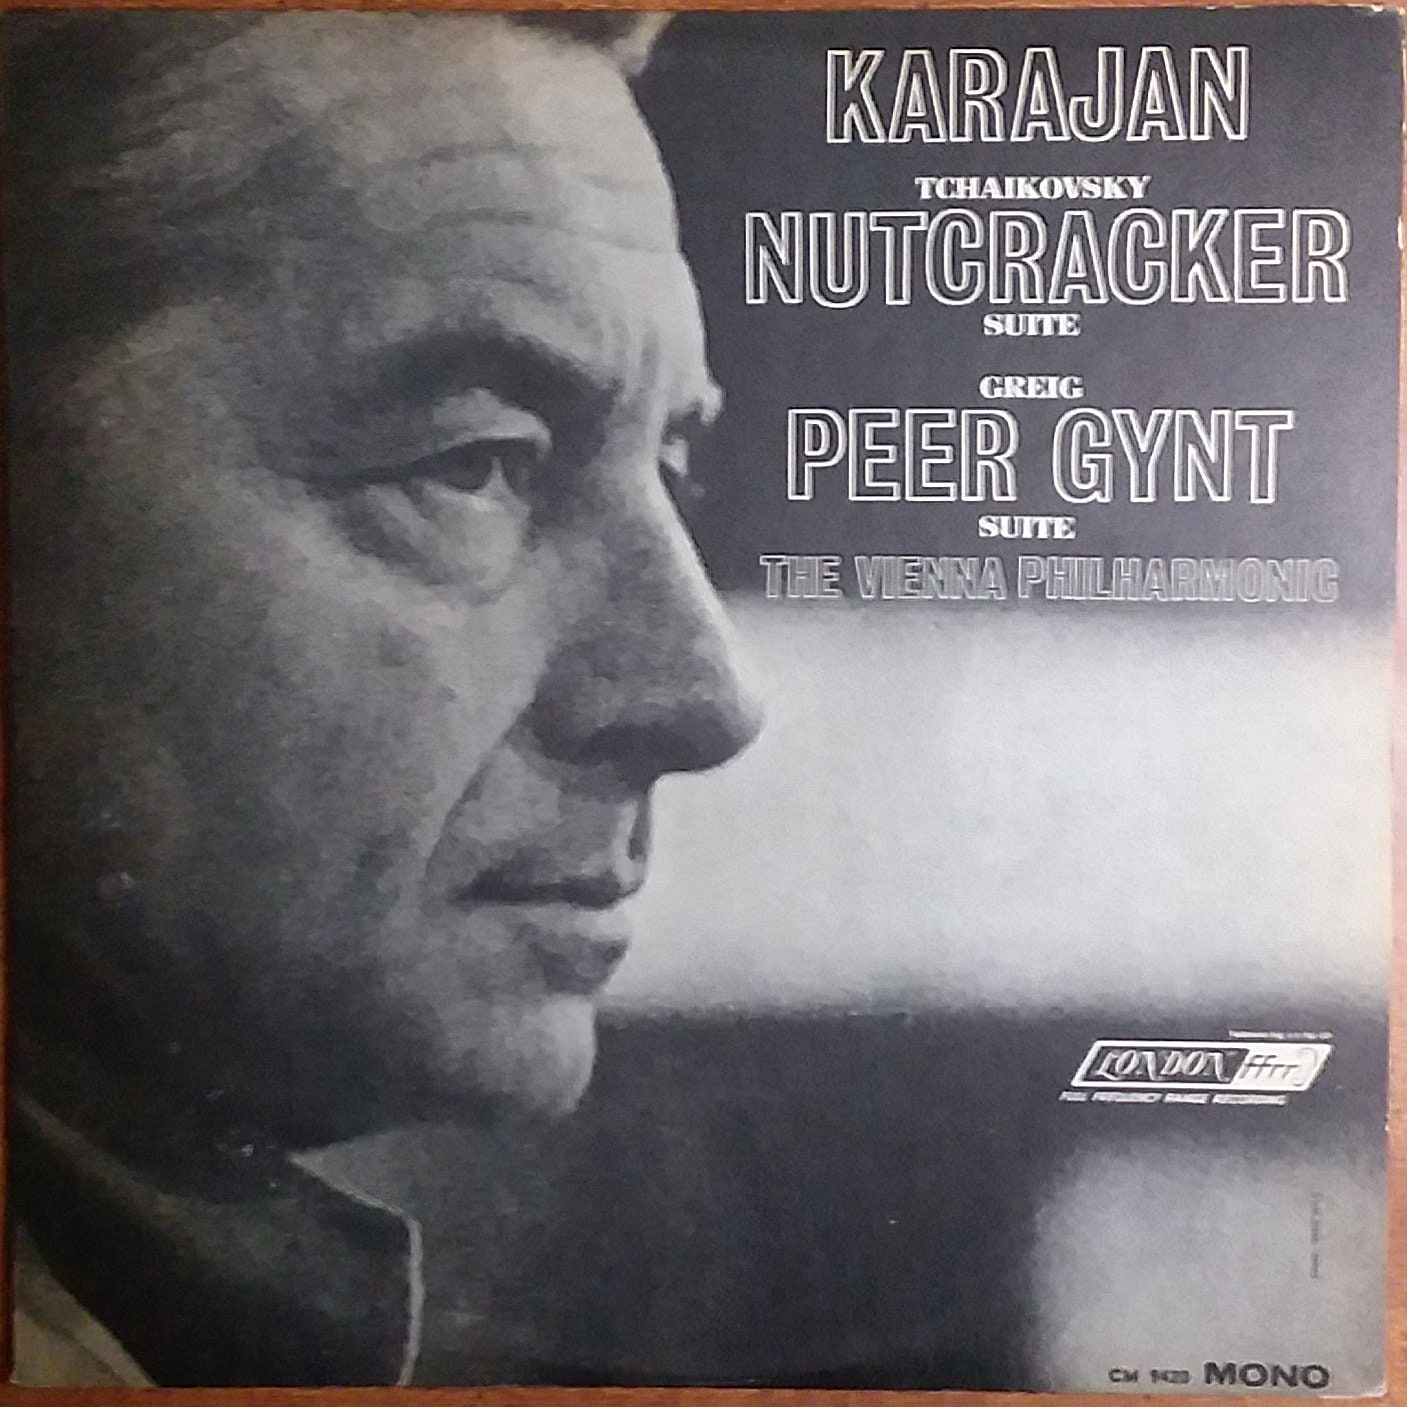 KARAJAN
TCHAIKOVSKY
NUTCRACKER
SUITE
GREIG
PEER GYNT
SUITE
THE VIENNA PHILHARMONIC
LONDON ffrr
FULL FREQUENCY RANGE RECORDING
CM 9420 MONO